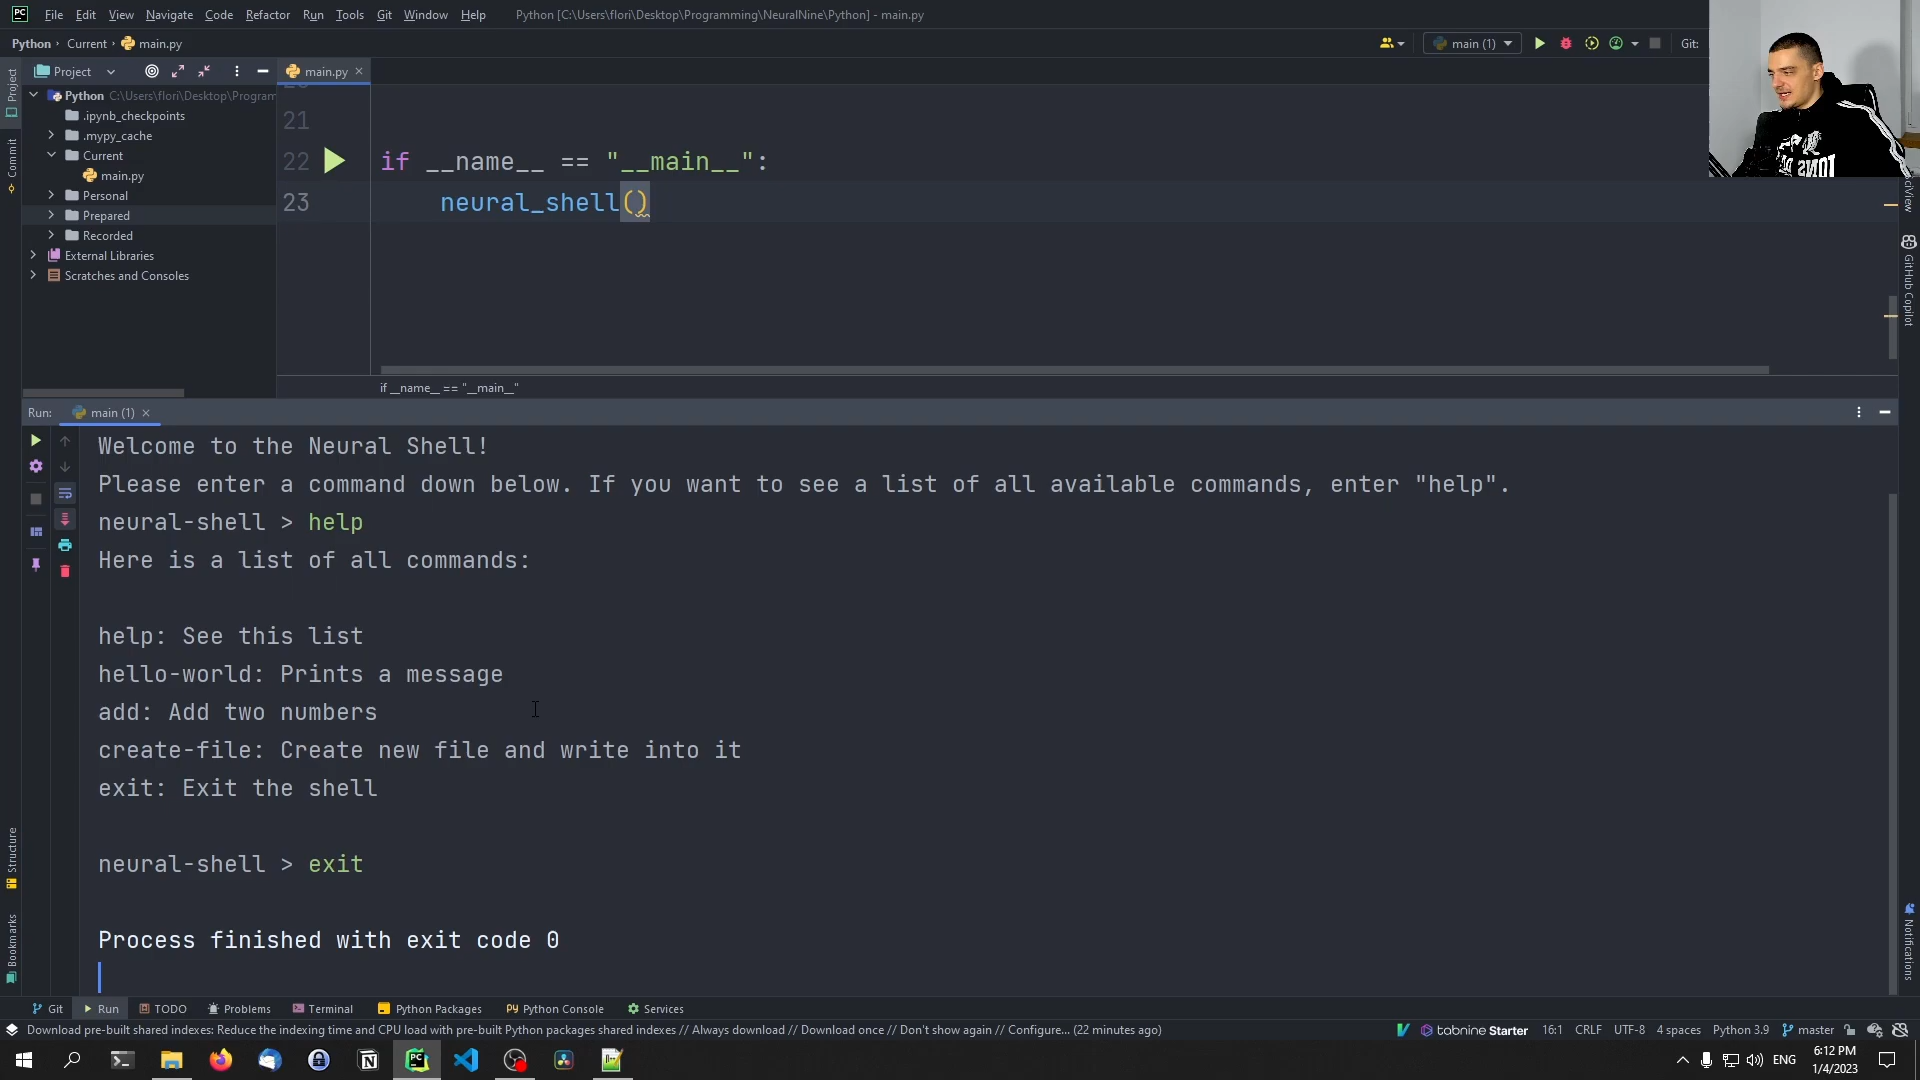 File Edit View Navigate Code Refactor Run Tools Git Window Help Python [C:\Users\flori\Desktop\Programming\NeuralNine\Python] - main.py
Python Current main.py
main (1)
Git:
Project
main.py
Python C:\Users\flori\Desktop\Program
.ipynb_checkpoints
.mypy_cache
Current
main.py
Personal
Prepared
Recorded
External Libraries
Scratches and Consoles
Project
Commit
21
22 if __name__ == "__main__":
23 neural_shell()
if __name__ == "__main__"
GitHub Copilot
Run: main (1)
Welcome to the Neural Shell!
Please enter a command down below. If you want to see a list of all available commands, enter "help".
neural-shell > help
Here is a list of all commands:
help: See this list
hello-world: Prints a message
add: Add two numbers
create-file: Create new file and write into it
exit: Exit the shell
neural-shell > exit
Process finished with exit code 0
Structure
Bookmarks
Notifications
Git Run TODO Problems Terminal Python Packages Python Console Services
Download pre-built shared indexes: Reduce the indexing time and CPU load with pre-built Python packages shared indexes // Always download // Download once // Don't show again // Configure... (22 minutes ago)
tabnine Starter 16:1 CRLF UTF-8 4 spaces Python 3.9 master
ENG
6:12 PM
1/4/2023